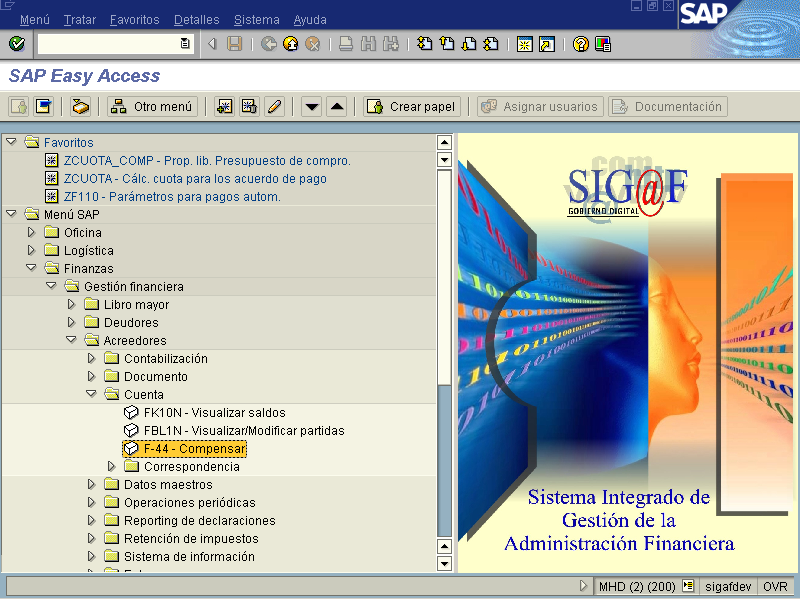 Menú Tratar Favoritos Detalles Sistema Ayuda
SAP
SAP Easy Access
Otro menú Crear papel Asignar usuarios Documentación
Favoritos
ZCUOTA_COMP - Prop. lib. Presupuesto de compro.
ZCUOTA - Cálc. cuota para los acuerdo de pago
ZF110 - Parámetros para pagos autom.
Menú SAP
Oficina
Logística
Finanzas
Gestión financiera
Libro mayor
Deudores
Acreedores
Contabilización
Documento
Cuenta
FK10N - Visualizar saldos
FBL1N - Visualizar/Modificar partidas
F-44 - Compensar
Correspondencia
Datos maestros
Operaciones periódicas
Reporting de declaraciones
Retención de impuestos
Sistema de información
SIG@F
GOBIERNO DIGITAL
Sistema Integrado de
Gestión de la
Administración Financiera
MHD (2) (200) sigafdev OVR